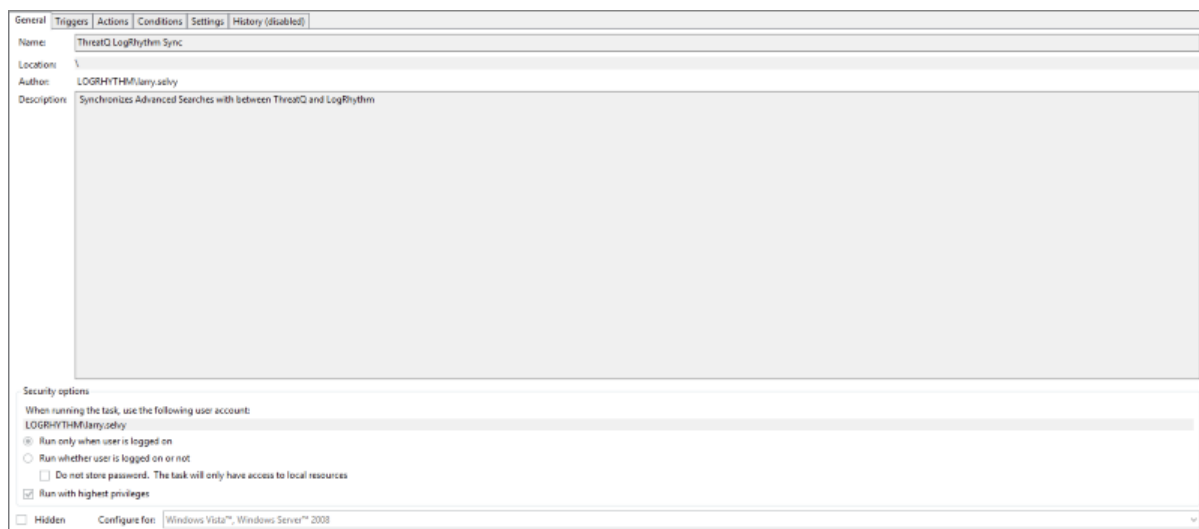 General Triggers Actions Conditions Settings History (disabled)
Name: ThreatQ LogRhythm Sync
Location: \
Author: LOGRHYTHM\larry.selvy
Description: Synchronizes Advanced Searches with between ThreatQ and LogRhythm
Security options
When running the task, use the following user account:
LOGRHYTHM\larry.selvy
Run only when user is logged on
Run whether user is logged on or not
Do not store password. The task will only have access to local resources
Run with highest privileges
Hidden Configure for: Windows Vista™, Windows Server™ 2008